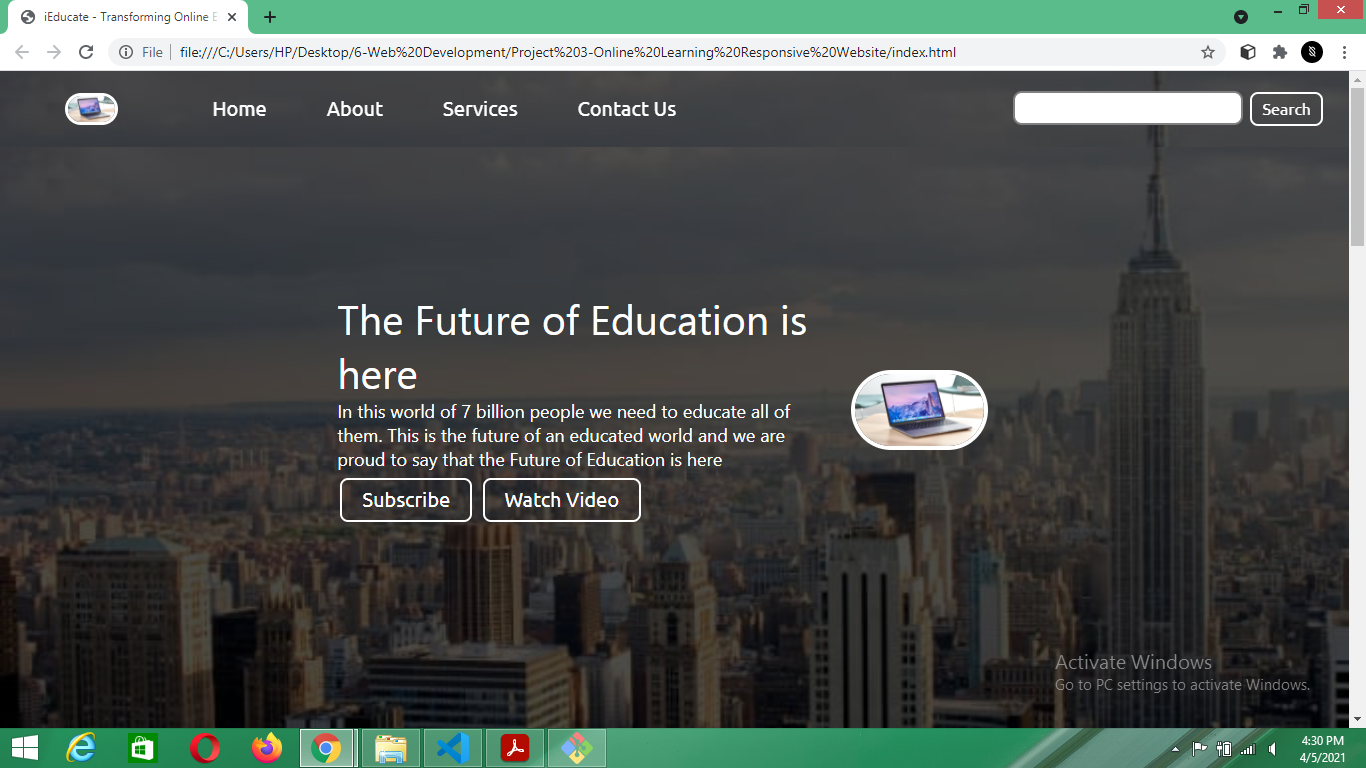 iEducate - Transforming Online E
File
file:///C:/Users/HP/Desktop/6-Web%20Development/Project%203-Online%20Learning%20Responsive%20Website/index.html
Home About Services Contact Us Search
The Future of Education is
here
In this world of 7 billion people we need to educate all of
them. This is the future of an educated world and we are
proud to say that the Future of Education is here
Subscribe Watch Video
Activate Windows
Go to PC settings to activate Windows.
4:30 PM
4/5/2021